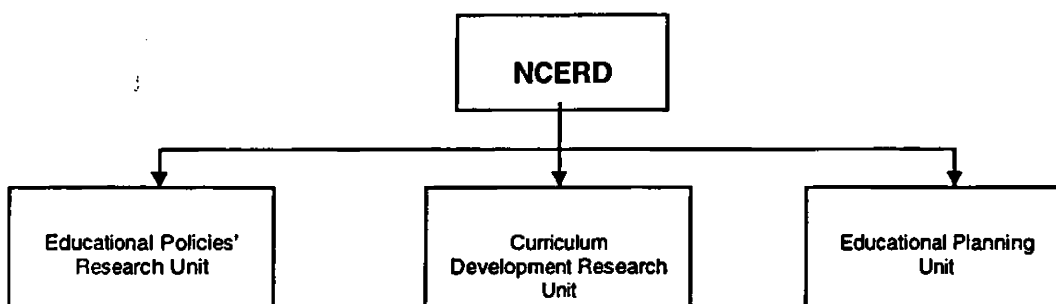 NCERD
Educational Policies'
Research Unit
Curriculum
Development Research
Unit
Educational Planning
Unit